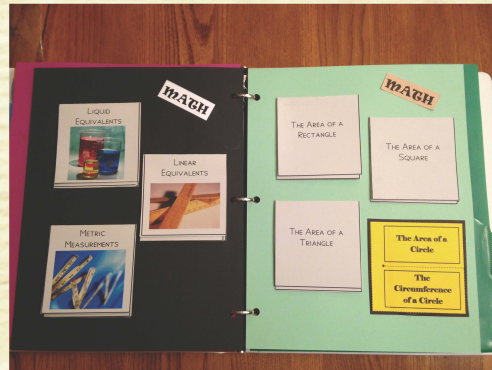 MATH
LIQUID
EQUIVALENTS
LINEAR
EQUIVALENTS
METRIC
MEASUREMENTS
MATH
THE AREA OF A
RECTANGLE
THE AREA OF A
SQUARE
THE AREA OF A
TRIANGLE
The Area of a
Circle
The
Circumference
of a Circle